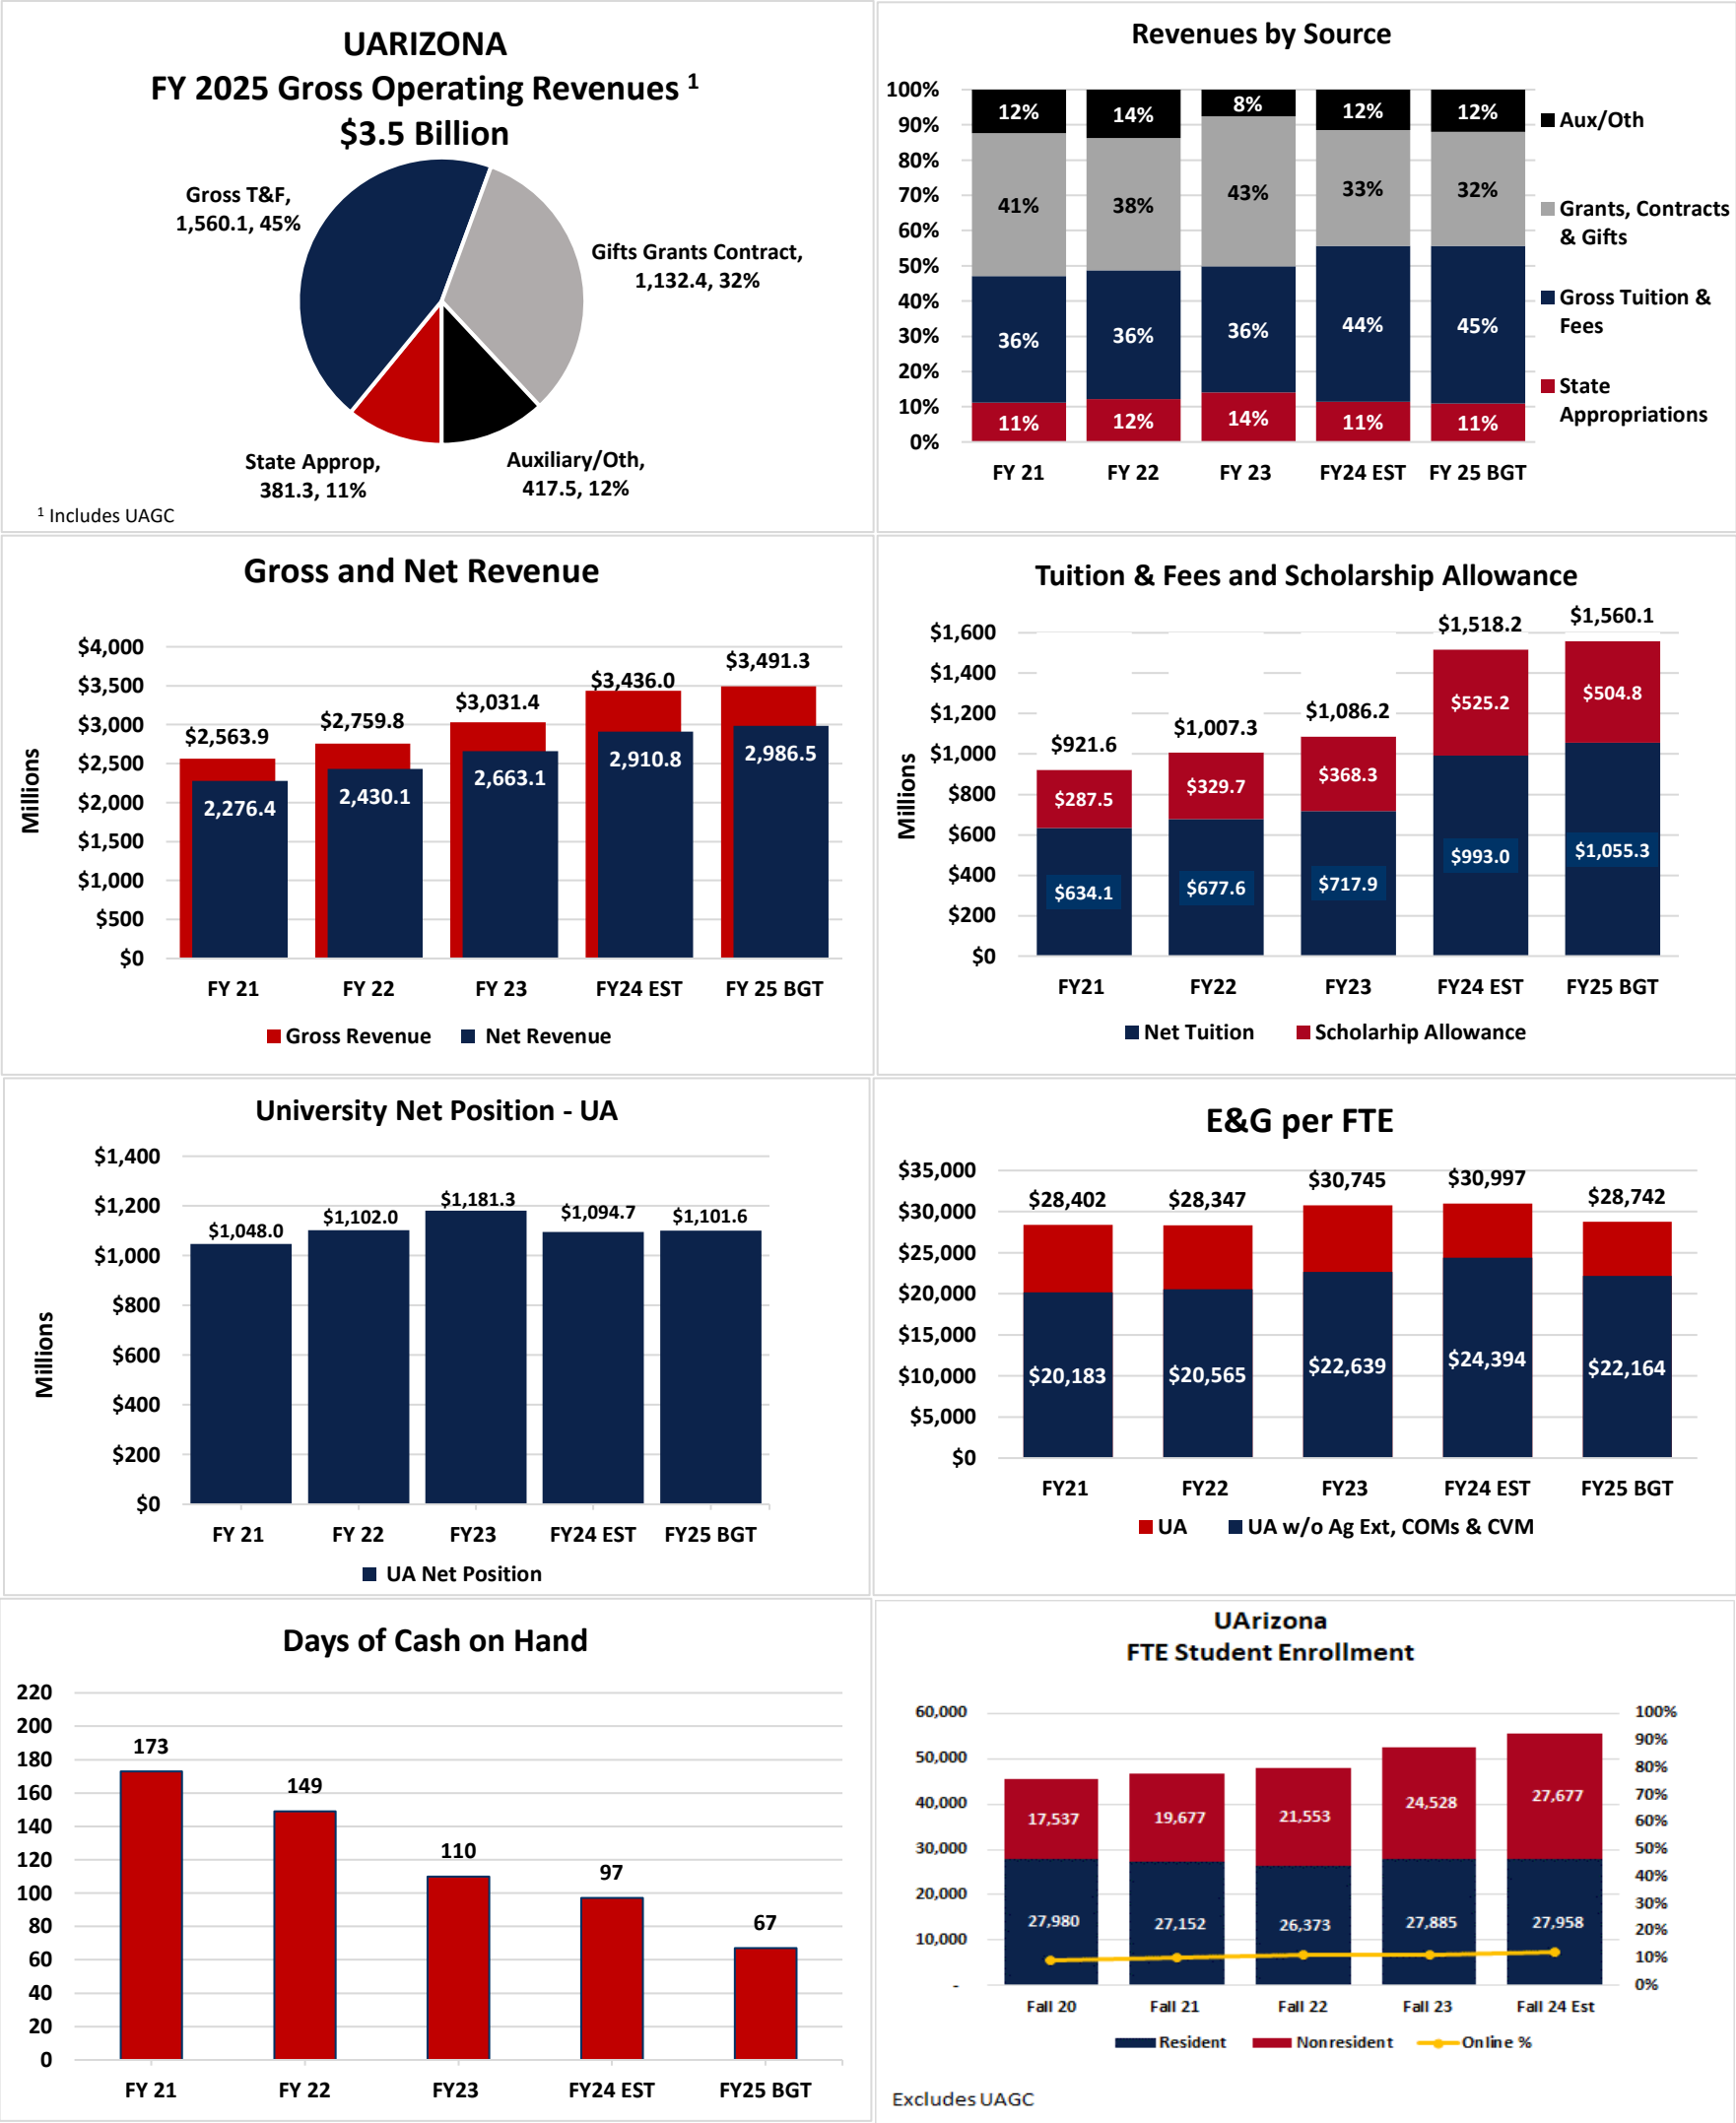 UARIZONA
FY 2025 Gross Operating Revenues 1
$3.5 Billion
Gross T&F,
1,560.1, 45%
Gifts Grants Contract,
1,132.4, 32%
State Approp,
381.3, 11%
Auxiliary/Oth,
417.5, 12%
1 Includes UAGC
Revenues by Source
100%
90%
80%
70%
60%
50%
40%
30%
20%
10%
0%
12%
14%
8%
12%
12%
41%
38%
43%
33%
32%
36%
36%
36%
44%
45%
11%
12%
14%
11%
11%
FY 21
FY 22
FY 23
FY24 EST
FY 25 BGT
Aux/Oth
Grants, Contracts
& Gifts
Gross Tuition &
Fees
State
Appropriations
Gross and Net Revenue
Millions
$4,000
$3,500
$3,000
$2,500
$2,000
$1,500
$1,000
$500
$0
$2,563.9
$2,759.8
$3,031.4
$3,436.0
$3,491.3
2,276.4
2,430.1
2,663.1
2,910.8
2,986.5
FY 21
FY 22
FY 23
FY24 EST
FY 25 BGT
Gross Revenue
Net Revenue
Tuition & Fees and Scholarship Allowance
Millions
$1,600
$1,400
$1,200
$1,000
$800
$600
$400
$200
$0
$921.6
$1,007.3
$1,086.2
$1,518.2
$1,560.1
$287.5
$329.7
$368.3
$525.2
$504.8
$634.1
$677.6
$717.9
$993.0
$1,055.3
FY21
FY22
FY23
FY24 EST
FY25 BGT
Net Tuition
Scholarhip Allowance
University Net Position - UA
Millions
$1,400
$1,200
$1,000
$800
$600
$400
$200
$0
$1,048.0
$1,102.0
$1,181.3
$1,094.7
$1,101.6
FY 21
FY 22
FY23
FY24 EST
FY25 BGT
UA Net Position
E&G per FTE
$35,000
$30,000
$25,000
$20,000
$15,000
$10,000
$5,000
$0
$28,402
$28,347
$30,745
$30,997
$28,742
$20,183
$20,565
$22,639
$24,394
$22,164
FY21
FY22
FY23
FY24 EST
FY25 BGT
UA
UA w/o Ag Ext, COMs & CVM
Days of Cash on Hand
220
200
180
160
140
120
100
80
60
40
20
0
173
149
110
97
67
FY 21
FY 22
FY23
FY24 EST
FY25 BGT
UArizona
FTE Student Enrollment
60,000
50,000
40,000
30,000
20,000
10,000
-
17,537
19,677
21,553
24,528
27,677
27,980
27,152
26,373
27,885
27,958
100%
90%
80%
70%
60%
50%
40%
30%
20%
10%
0%
Fall 20
Fall 21
Fall 22
Fall 23
Fall 24 Est
Resident
Nonresident
Online %
Excludes UAGC